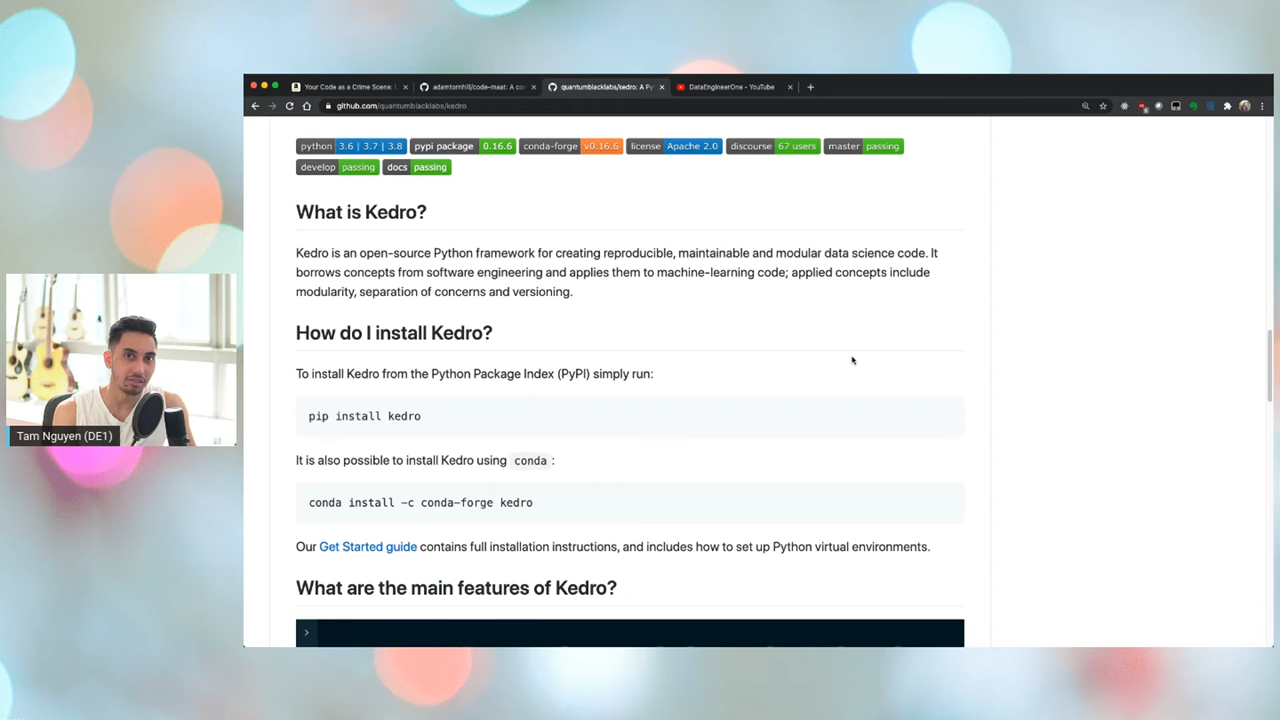 Your Code as a Crime Scene: U
adamtornhill/code-maat: A co
quantumblacklabs/kedro: A Py
DataEngineerOne - YouTube
github.com/quantumblacklabs/kedro
python 3.6 | 3.7 | 3.8 pypi package 0.16.6 conda-forge v0.16.6 license Apache 2.0 discourse 67 users master passing
develop passing docs passing
What is Kedro?
Kedro is an open-source Python framework for creating reproducible, maintainable and modular data science code. It
borrows concepts from software engineering and applies them to machine-learning code; applied concepts include
modularity, separation of concerns and versioning.
How do I install Kedro?
To install Kedro from the Python Package Index (PyPI) simply run:
pip install kedro
It is also possible to install Kedro using conda :
conda install -c conda-forge kedro
Our Get Started guide contains full installation instructions, and includes how to set up Python virtual environments.
What are the main features of Kedro?
Tam Nguyen (DE1)